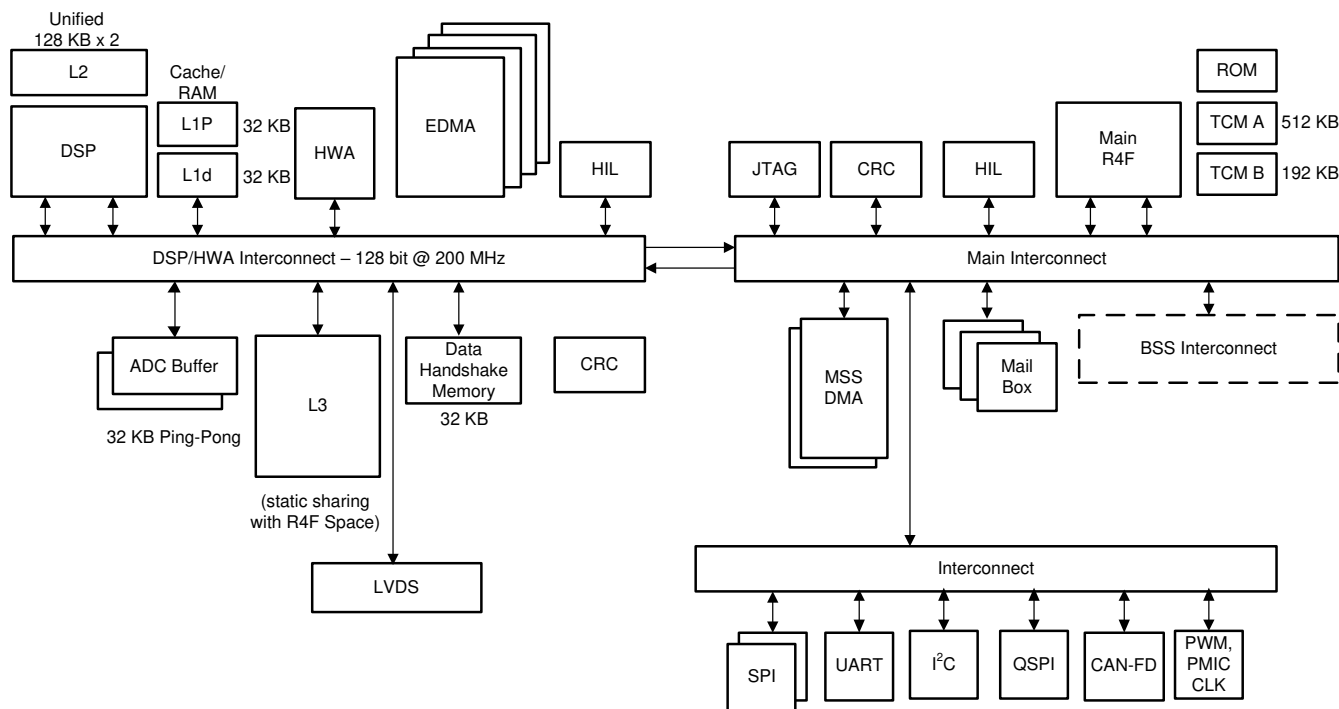 Unified
128 KB x 2
L2
Cache/
RAM
DSP
L1P
32 KB
L1d
32 KB
HWA
EDMA
HIL
JTAG
CRC
HIL
Main
R4F
ROM
TCM A
512 KB
TCM B
192 KB
DSP/HWA Interconnect – 128 bit @ 200 MHz
Main Interconnect
ADC Buffer
32 KB Ping-Pong
L3
(static sharing
with R4F Space)
Data
Handshake
Memory
32 KB
CRC
LVDS
MSS
DMA
Mail
Box
BSS Interconnect
Interconnect
SPI
UART
I²C
QSPI
CAN-FD
PWM,
PMIC
CLK